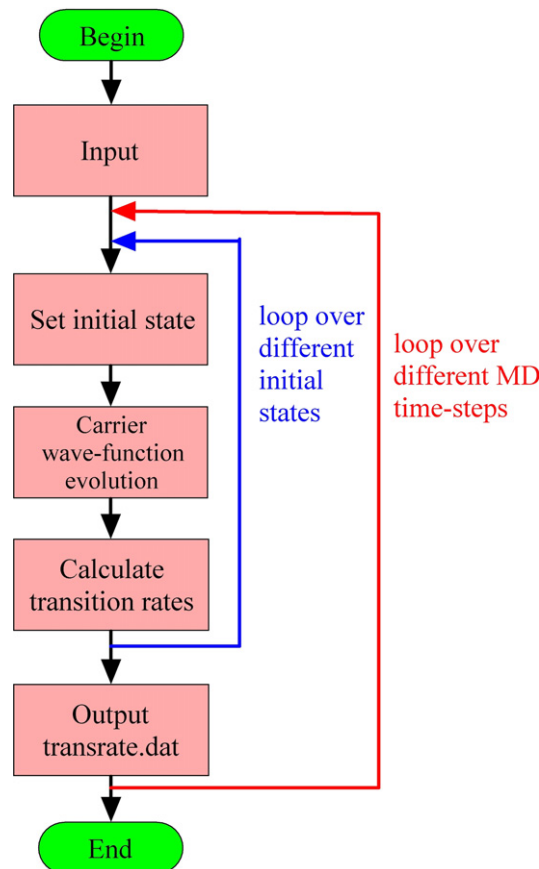 Begin
Input
Set initial state
Carrier
wave-function
evolution
Calculate
transition rates
Output
transrate.dat
End
loop over
different
initial
states
loop over
different MD
time-steps